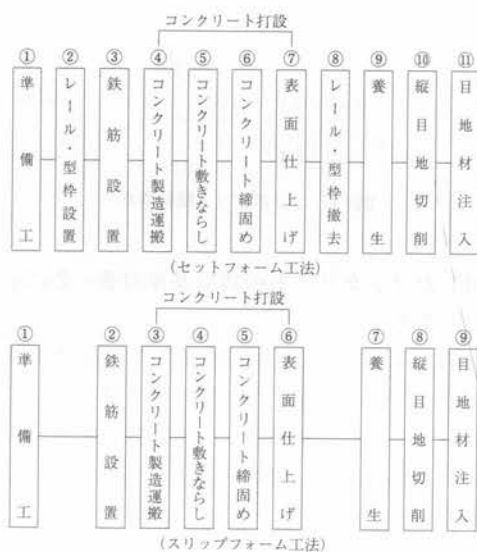 コンクリート打設
①
②
③
④
⑤
⑥
⑦
⑧
⑨
⑩
⑪
準備工
レール・型枠設置
鉄筋設置
コンクリート製造運搬
コンクリート敷きならし
コンクリート締固め
表面仕上げ
レール・型枠撤去
養生
縦目地切削
目地材注入
(セットフォーム工法)
コンクリート打設
①
②
③
④
⑤
⑥
⑦
⑧
⑨
準備工
鉄筋設置
コンクリート製造運搬
コンクリート敷きならし
コンクリート締固め
表面仕上げ
養生
縦目地切削
目地材注入
(スリップフォーム工法)